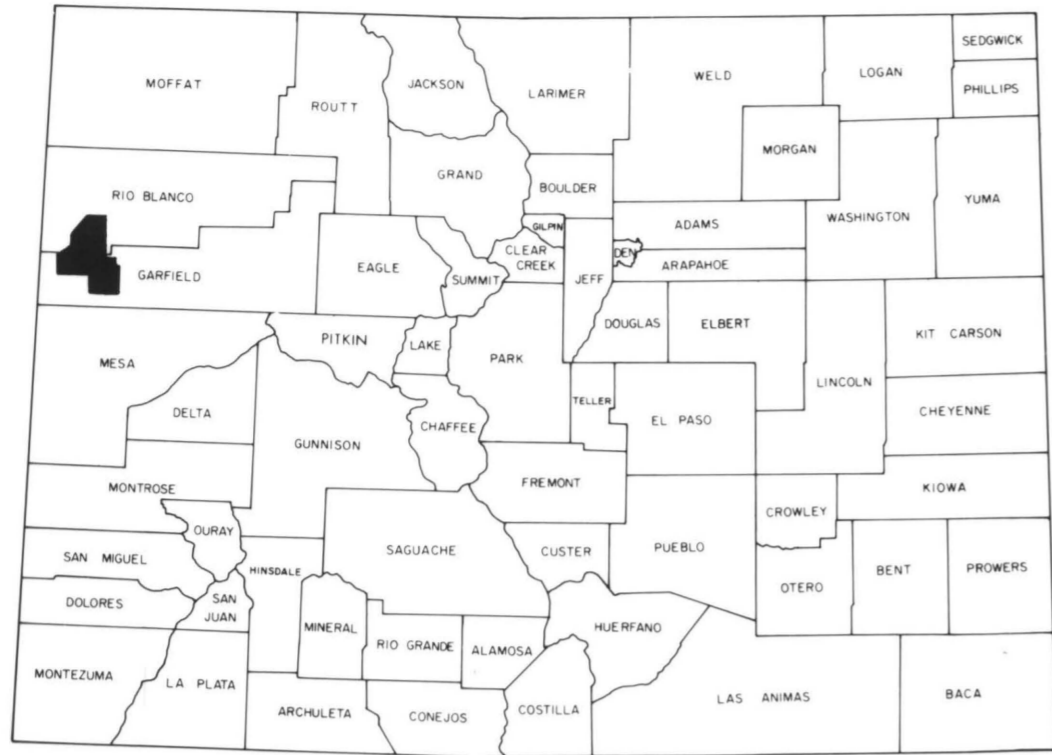 MOFFAT
ROUTT
JACKSON
LARIMER
WELD
LOGAN
SEDGWICK
PHILLIPS
MORGAN
RIO BLANCO
GRAND
BOULDER
GILPIN
ADAMS
WASHINGTON
YUMA
GARFIELD
EAGLE
SUMMIT
CLEAR
CREEK
JEFF
DEN
ARAPAHOE
MESA
PITKIN
LAKE
PARK
DOUGLAS
ELBERT
KIT CARSON
LINCOLN
DELTA
GUNNISON
CHAFFEE
TELLER
EL PASO
CHEYENNE
MONTROSE
OURAY
FREMONT
KIOWA
CROWLEY
SAN MIGUEL
HINSDALE
SAGUACHE
CUSTER
PUEBLO
OTERO
BENT
PROWERS
DOLORES
SAN
JUAN
MINERAL
RIO GRANDE
ALAMOSA
HUERFANO
MONTEZUMA
LA PLATA
ARCHULETA
CONEJOS
COSTILLA
LAS ANIMAS
BACA